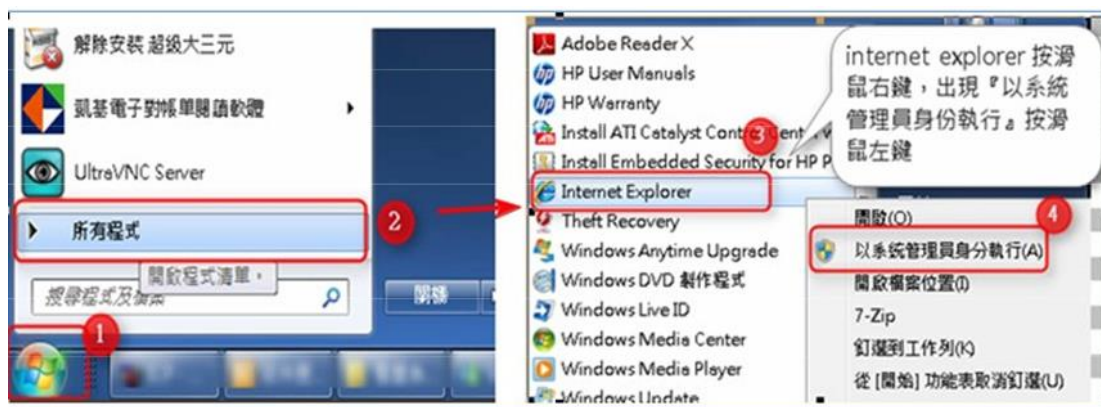 解除安裝 超級大三元
凱基電子對帳單閱讀軟體
UltraVNC Server
所有程式
2
開啟程式清單。
搜尋程式及檔案
關機
1
Adobe Reader X
HP User Manuals
HP Warranty
Install ATI Catalyst Control Center
3
Install Embedded Security for HP P
Internet Explorer
Theft Recovery
Windows Anytime Upgrade
Windows DVD 製作程式
Windows Live ID
Windows Media Center
Windows Media Player
Windows Update
internet explorer 按滑
鼠右鍵，出現『以系統
管理員身份執行』按滑
鼠左鍵
開啟(O)
4
以系統管理員身分執行(A)
開啟檔案位置(I)
7-Zip
釘選到工作列(K)
從 [開始] 功能表取消釘選(U)